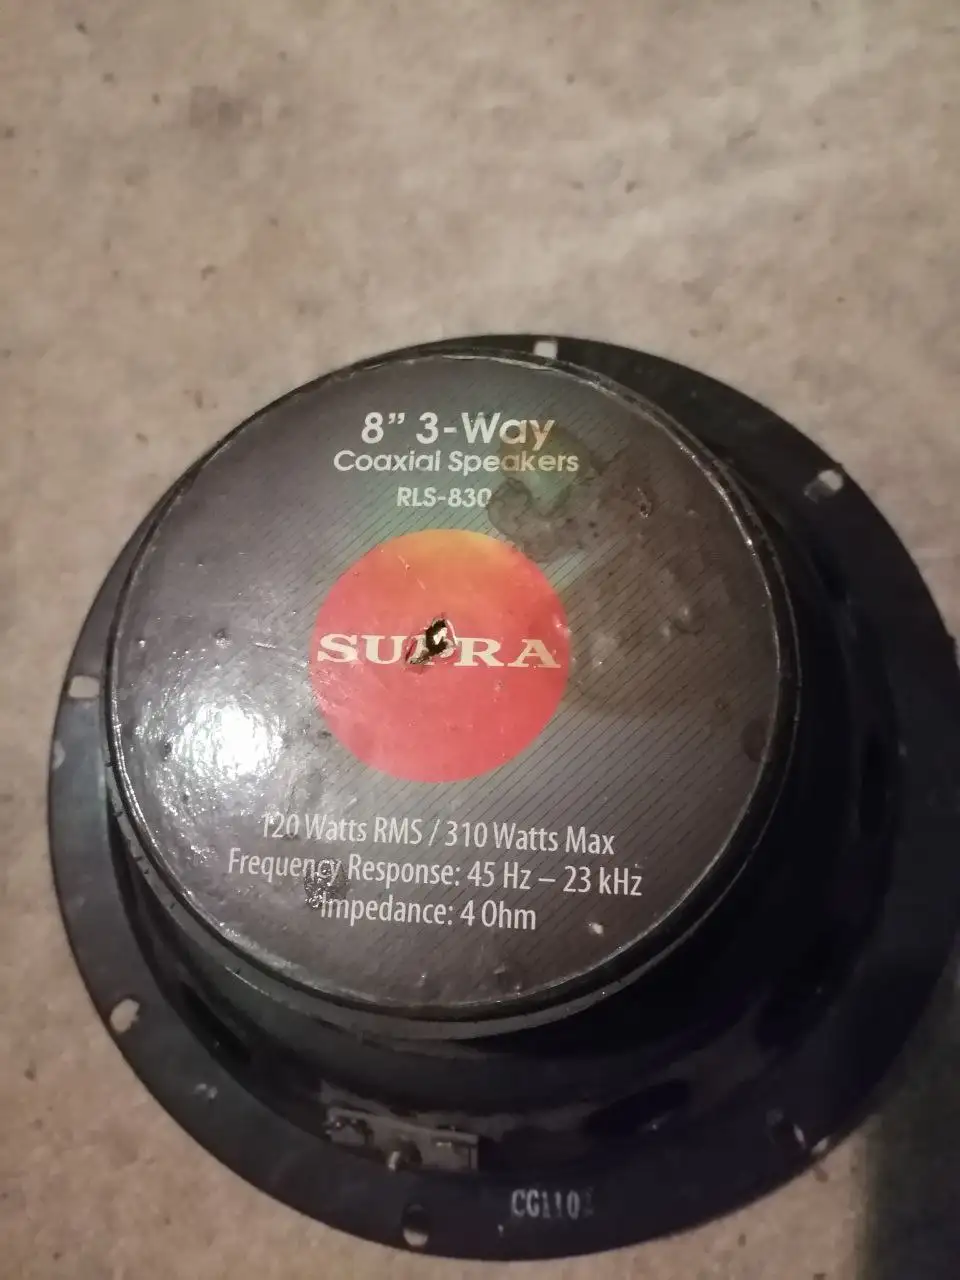 8” 3-Way
Coaxial Speakers
RLS-830
SUPRA
120 Watts RMS / 310 Watts Max
Frequency Response: 45 Hz – 23 kHz
Impedance: 4 Ohm